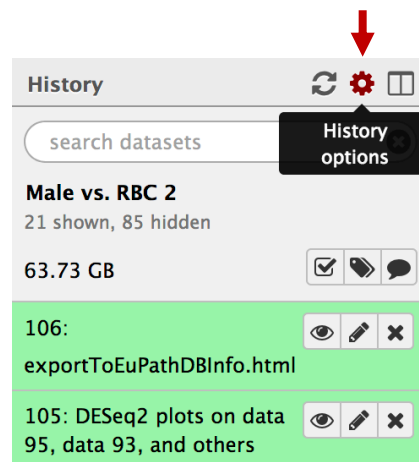 History
History
options
search datasets
Male vs. RBC 2
21 shown, 85 hidden
63.73 GB
106:
exportToEuPathDBInfo.html
105: DESeq2 plots on data
95, data 93, and others